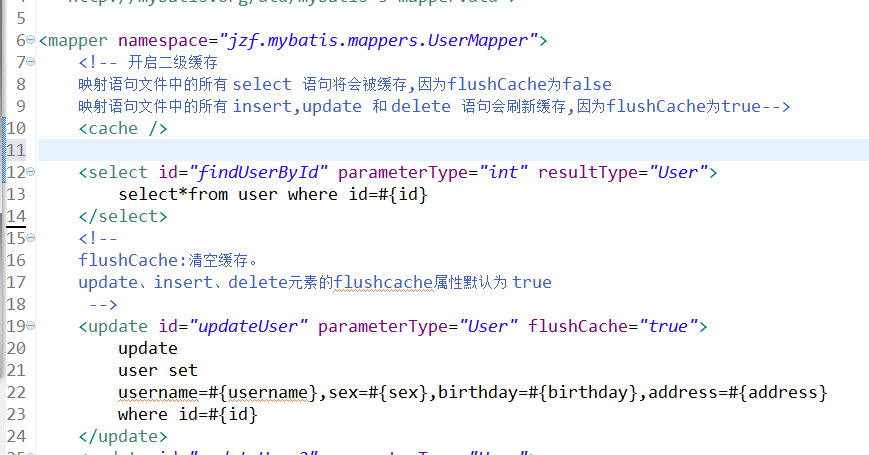 5
6 <mapper namespace="jzf.mybatis.mappers.UserMapper">
7 <!-- 开启二级缓存
8 映射语句文件中的所有 select 语句将会被缓存,因为flushCache为false
9 映射语句文件中的所有 insert,update 和 delete 语句会刷新缓存,因为flushCache为true-->
10 <cache />
11
12 <select id="findUserById" parameterType="int" resultType="User">
13 select*from user where id=#{id}
14 </select>
15 <!--
16 flushCache:清空缓存。
17 update、insert、delete元素的flushcache属性默认为 true
18 -->
19 <update id="updateUser" parameterType="User" flushCache="true">
20 update
21 user set
22 username=#{username},sex=#{sex},birthday=#{birthday},address=#{address}
23 where id=#{id}
24 </update>